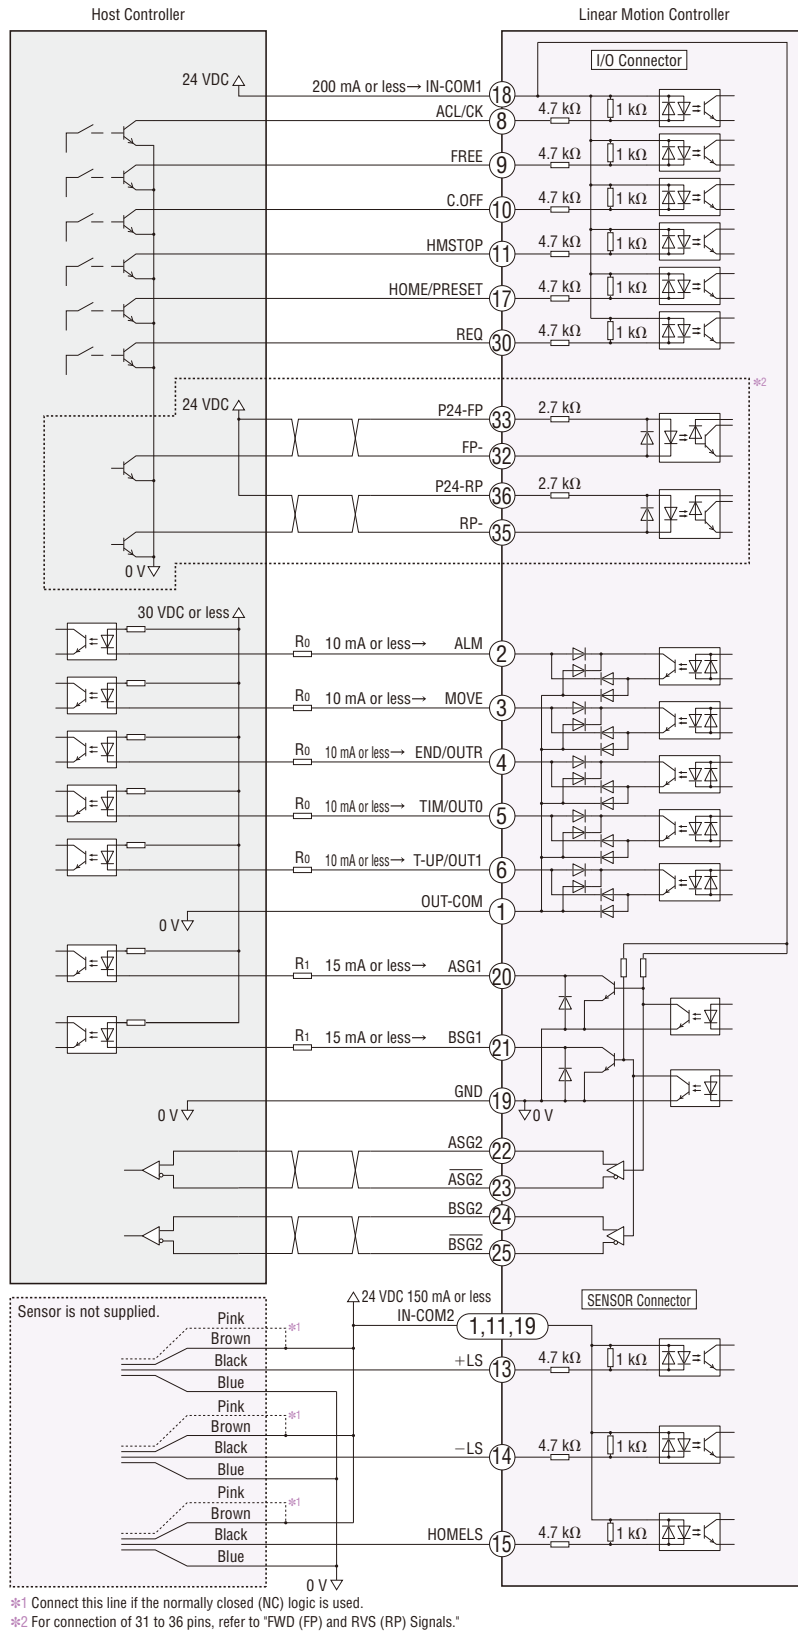 Host Controller
Linear Motion Controller
I/O Connector
24 VDC
200 mA or less→ IN-COM1
18
ACL/CK
8
4.7 kΩ
1 kΩ
FREE
9
4.7 kΩ
1 kΩ
C.OFF
10
4.7 kΩ
1 kΩ
HMSTOP
11
4.7 kΩ
1 kΩ
HOME/PRESET
17
4.7 kΩ
1 kΩ
REQ
30
4.7 kΩ
1 kΩ
✽2
24 VDC
P24-FP
33
2.7 kΩ
FP-
32
P24-RP
36
2.7 kΩ
RP-
35
0 V
30 VDC or less
R0 10 mA or less→ ALM
2
R0 10 mA or less→ MOVE
3
R0 10 mA or less→ END/OUTR
4
R0 10 mA or less→ TIM/OUT0
5
R0 10 mA or less→ T-UP/OUT1
6
OUT-COM
1
0 V
R1 15 mA or less→ ASG1
20
R1 15 mA or less→ BSG1
21
GND
19
0 V
0 V
ASG2
22
ASG2
23
BSG2
24
BSG2
25
Sensor is not supplied.
24 VDC 150 mA or less
IN-COM2
1,11,19
SENSOR Connector
Pink
✽1
Brown
Black
+LS
13
4.7 kΩ
1 kΩ
Blue
Pink
✽1
Brown
Black
−LS
14
4.7 kΩ
1 kΩ
Blue
Pink
✽1
Brown
Black
HOMELS
15
4.7 kΩ
1 kΩ
Blue
0 V
✽1 Connect this line if the normally closed (NC) logic is used.
✽2 For connection of 31 to 36 pins, refer to "FWD (FP) and RVS (RP) Signals."